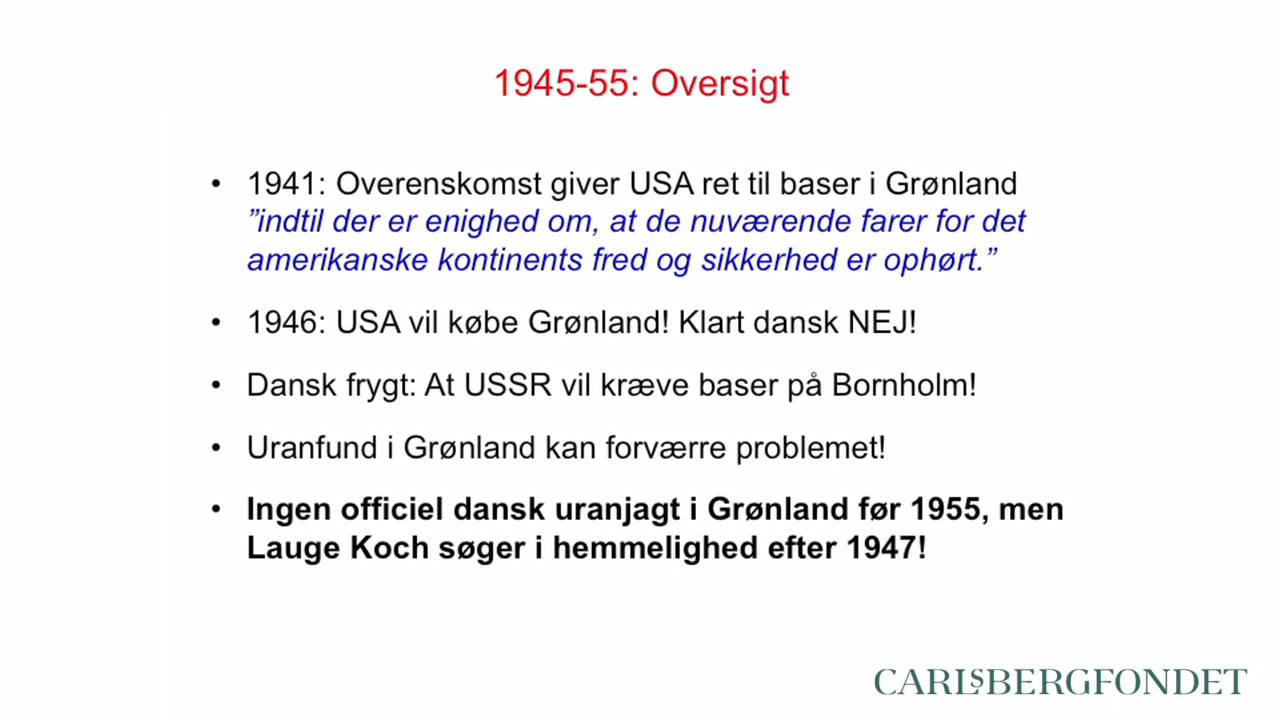 1945-55: Oversigt
• 1941: Overenskomst giver USA ret til baser i Grønland
”indtil der er enighed om, at de nuværende farer for det
amerikanske kontinents fred og sikkerhed er ophørt.”
• 1946: USA vil købe Grønland! Klart dansk NEJ!
• Dansk frygt: At USSR vil kræve baser på Bornholm!
• Uranfund i Grønland kan forværre problemet!
• Ingen officiel dansk uranjagt i Grønland før 1955, men
Lauge Koch søger i hemmelighed efter 1947!
CARLSBERGFONDET